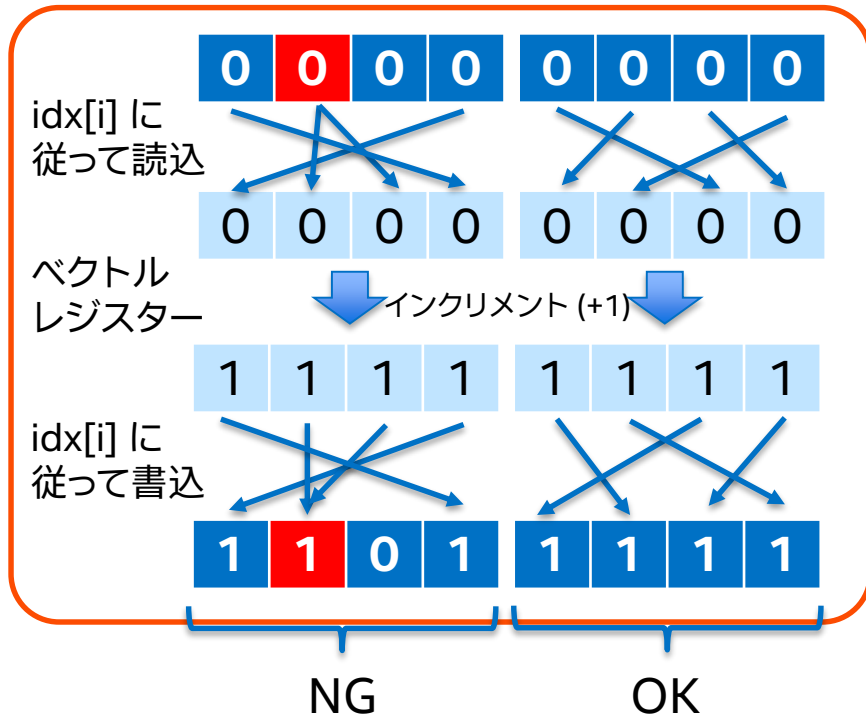 0 0 0 0 0 0 0 0
idx[i] に
従って読込
0 0 0 0 0 0 0 0
ベクトル
レジスター
インクリメント (+1)
1 1 1 1 1 1 1 1
idx[i] に
従って書込
1 1 0 1 1 1 1 1
NG OK